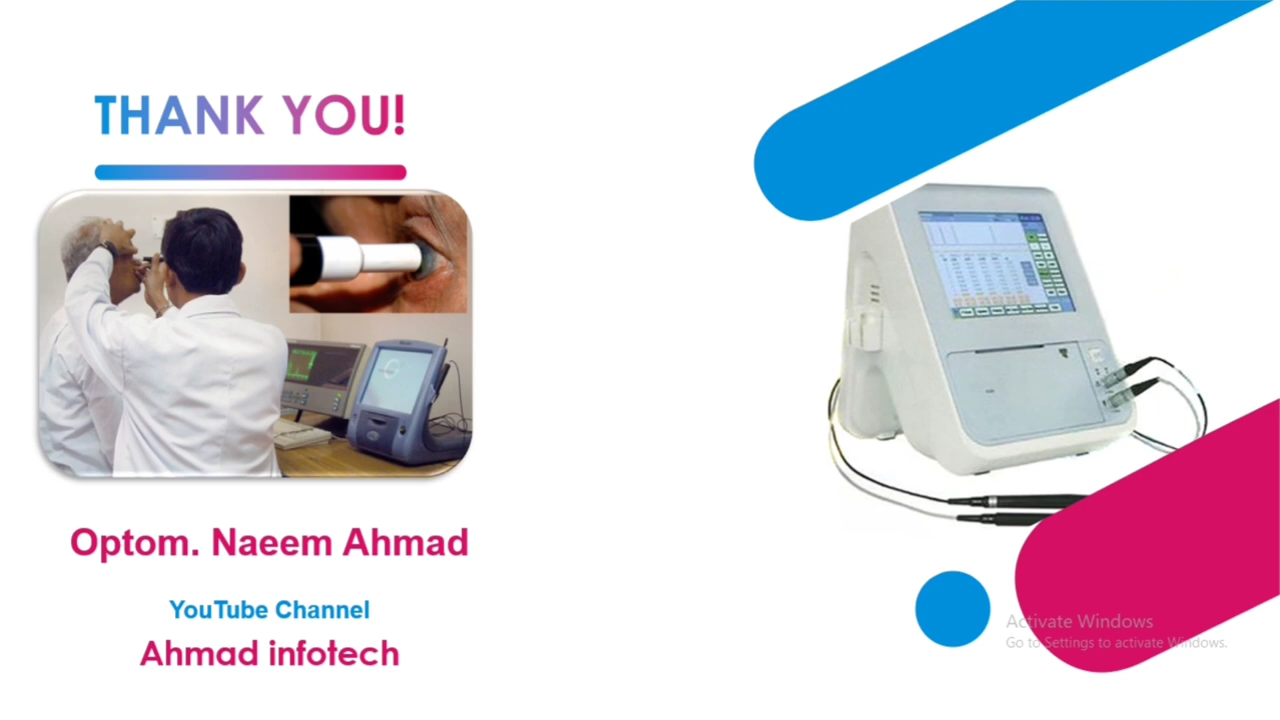 THANK YOU!
Optom. Naeem Ahmad
YouTube Channel
Ahmad infotech
Activate Windows
Go to Settings to activate Windows.